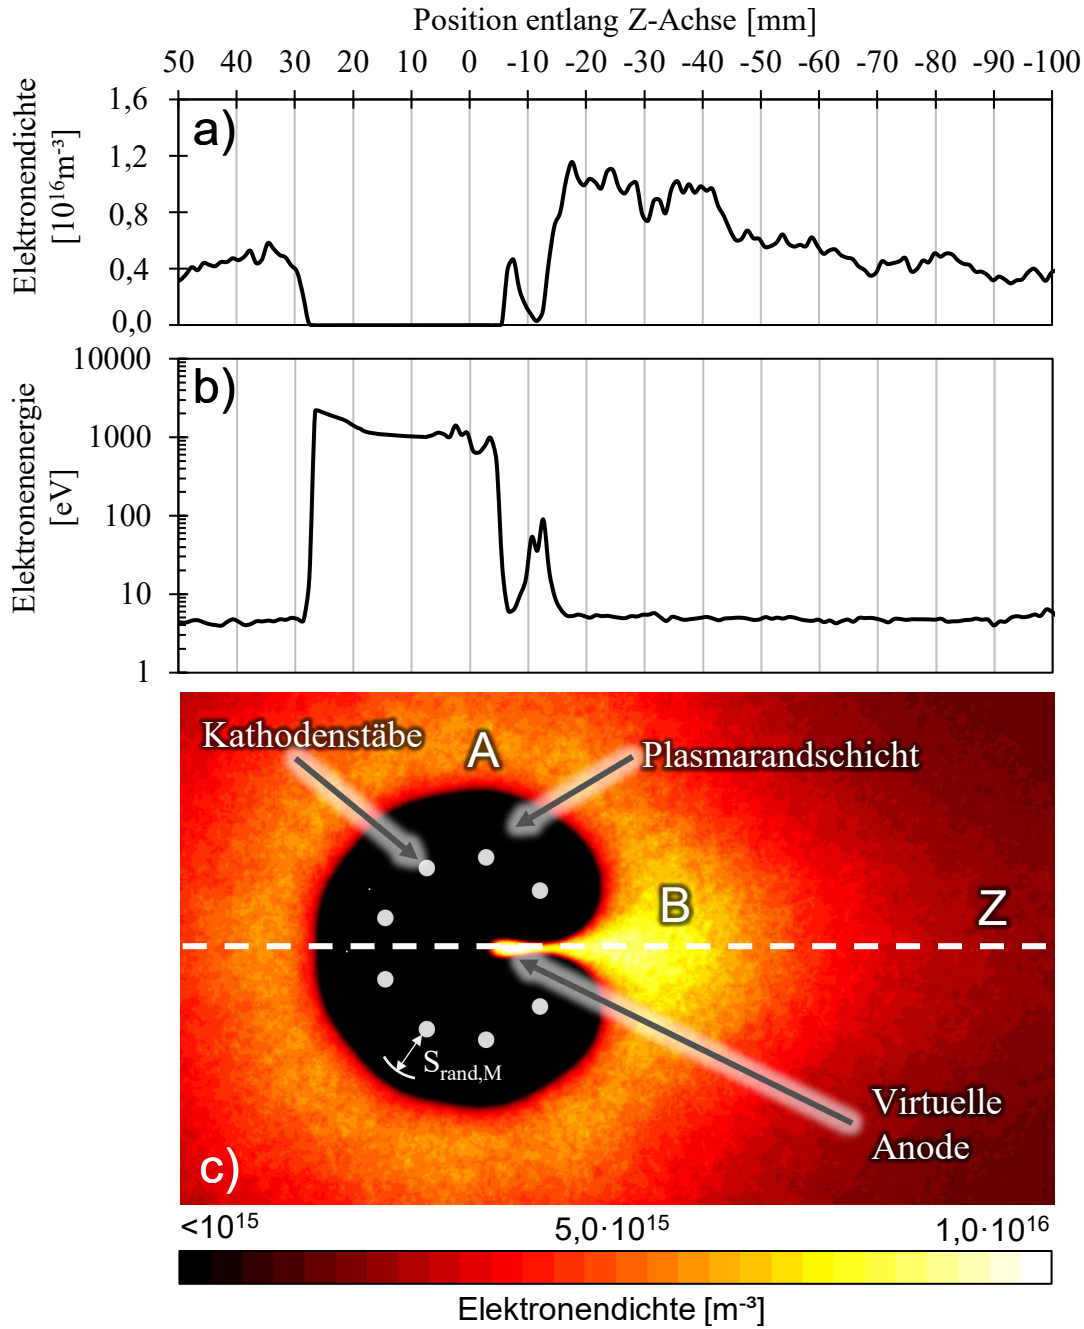 Position entlang Z-Achse [mm]
50 40 30 20 10 0 -10 -20 -30 -40 -50 -60 -70 -80 -90 -100
Elektronendichte
[10¹⁶m⁻³]
1,6
1,2
0,8
0,4
0,0
a)
Elektronenenergie
[eV]
10000
1000
100
10
1
b)
Kathodenstäbe
A
Plasmarandschicht
B
Z
S_rand,M
Virtuelle
Anode
c)
<10¹⁵ 5,0·10¹⁵ 1,0·10¹⁶
Elektronendichte [m⁻³]